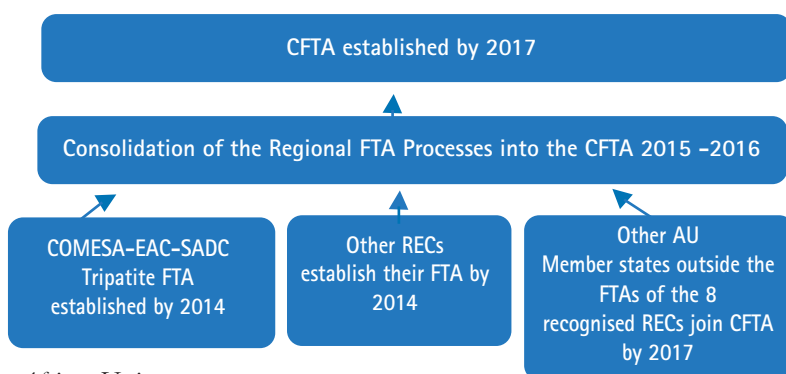 CFTA established by 2017
Consolidation of the Regional FTA Processes into the CFTA 2015 –2016
COMESA-EAC-SADC
Tripatite FTA
established by 2014
Other RECs
establish their FTA by
2014
Other AU
Member states outside the
FTAs of the 8
recognised RECs join CFTA
by 2017